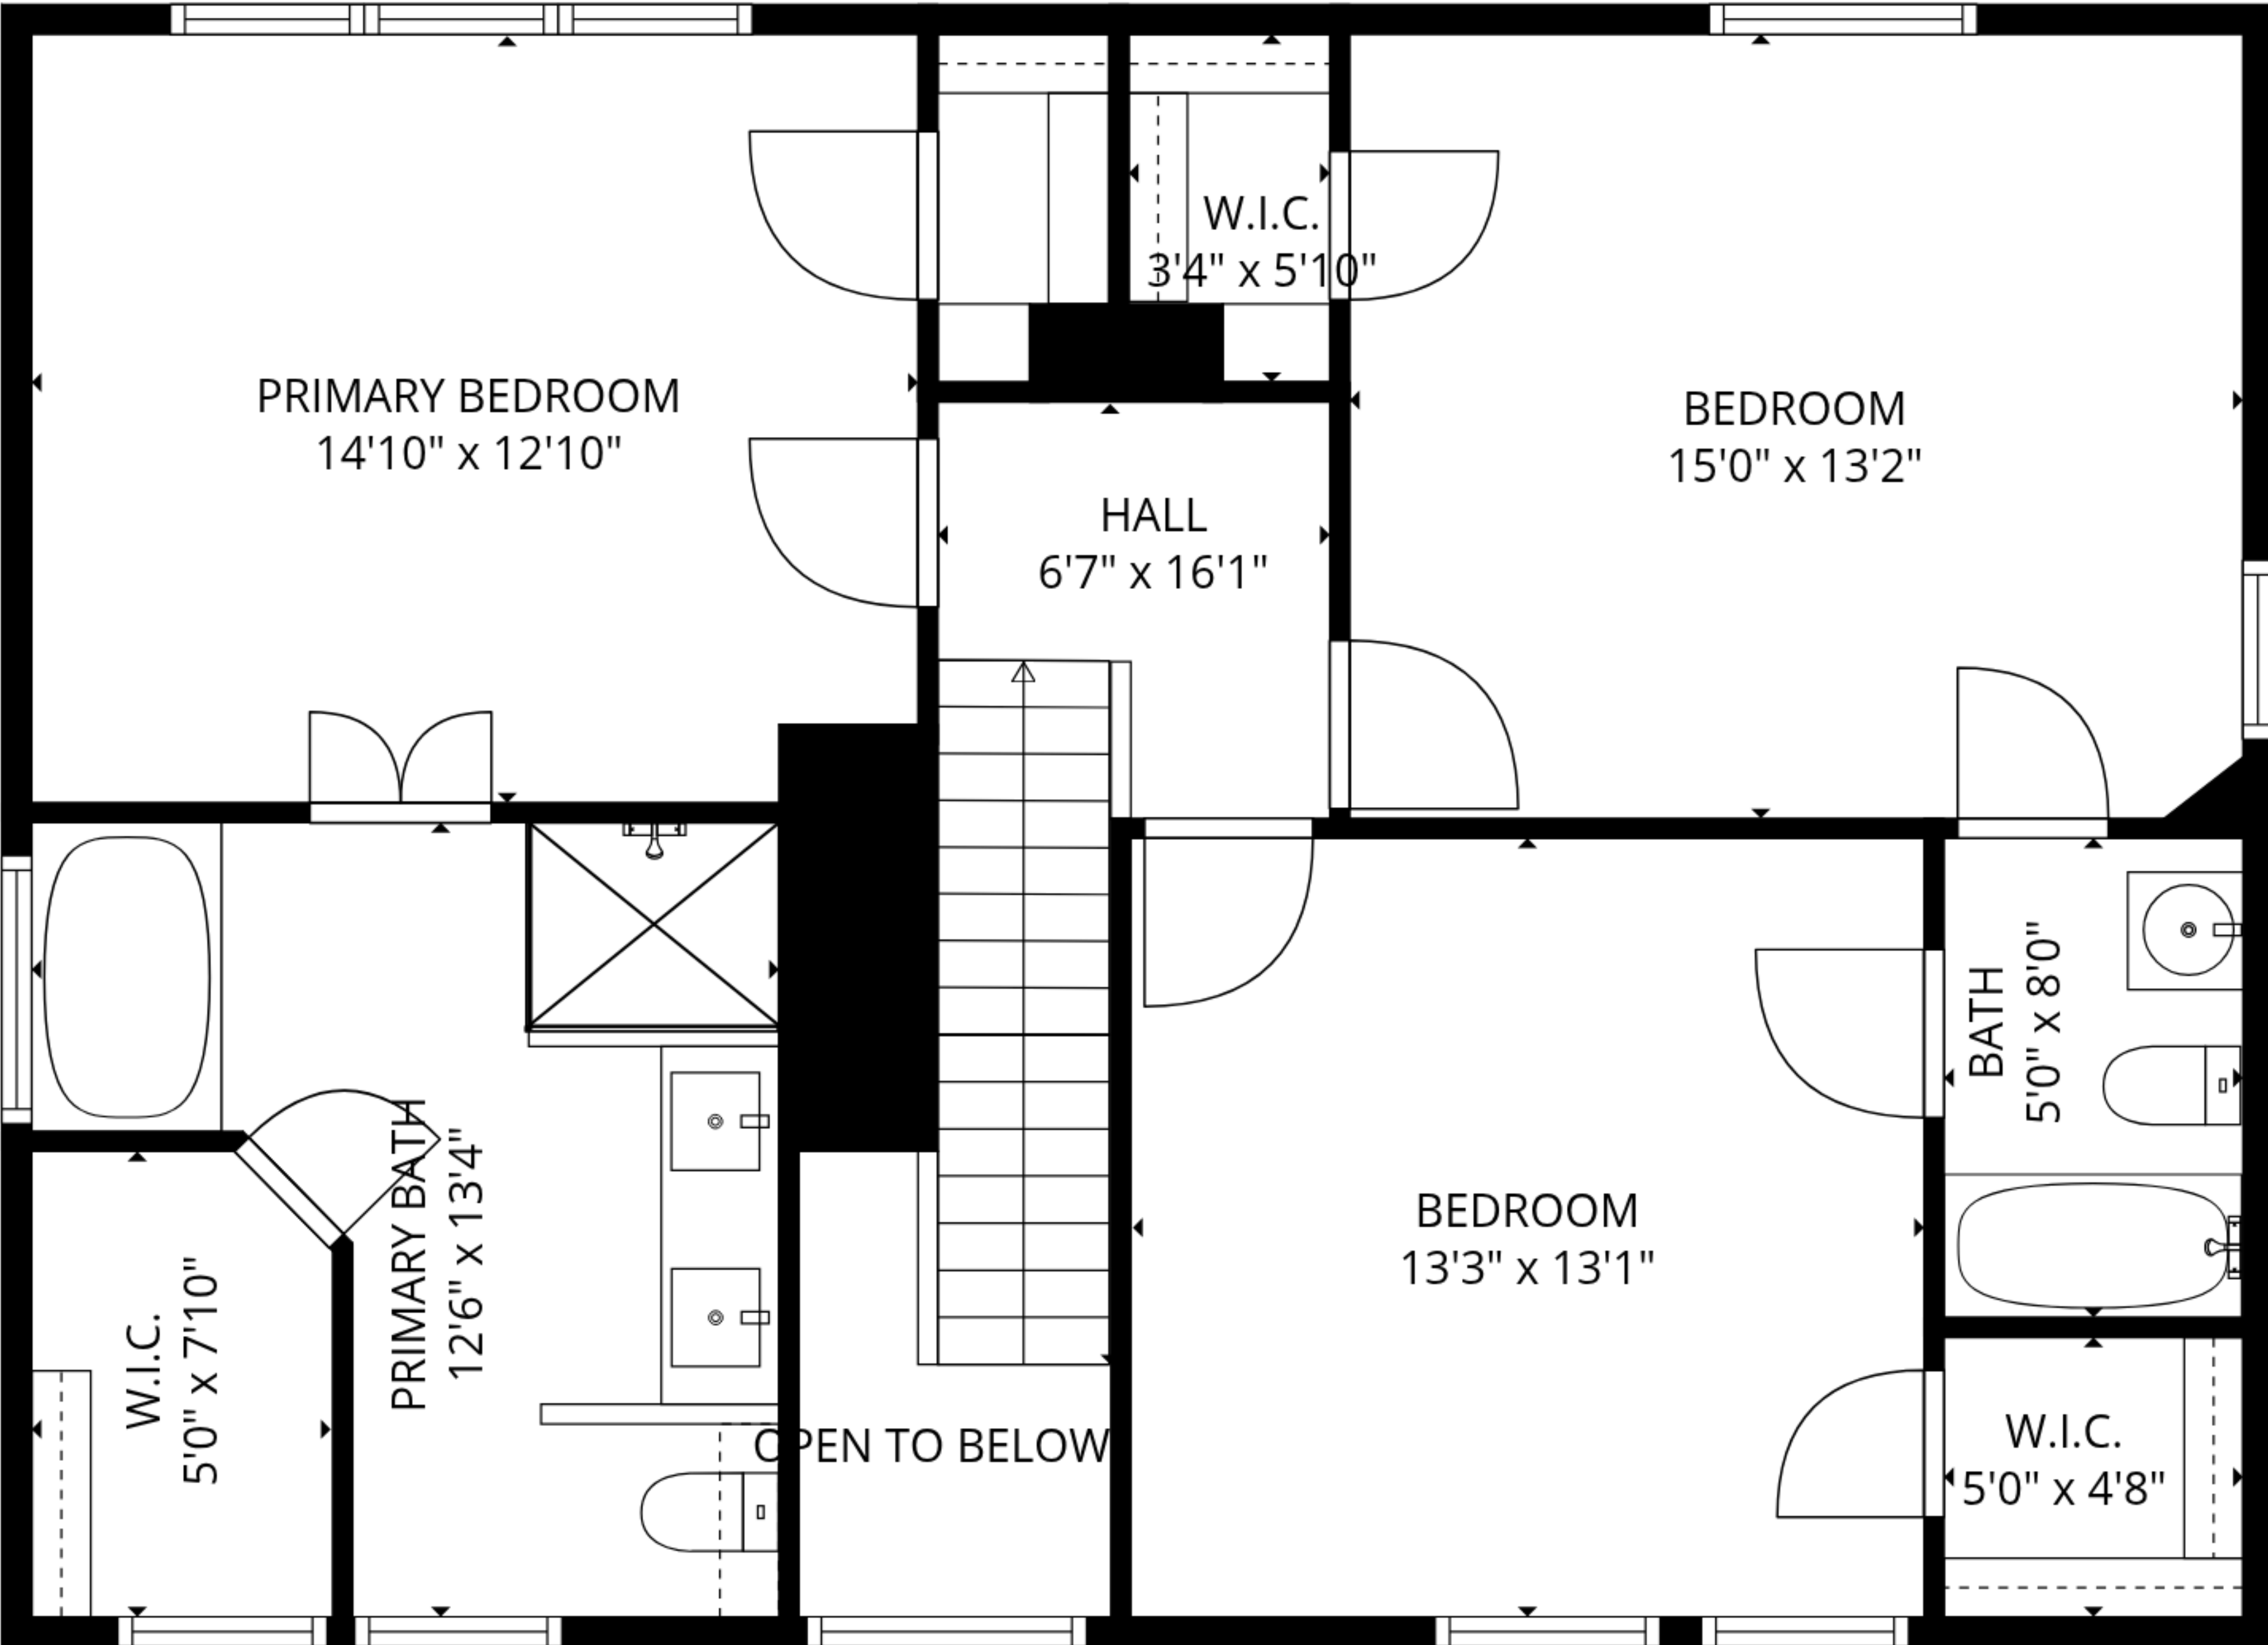 W.I.C.
3'4" x 5'10"
PRIMARY BEDROOM
14'10" x 12'10"
BEDROOM
15'0" x 13'2"
HALL
6'7" x 16'1"
BATH
5'0" x 8'0"
PRIMARY BATH
12'6" x 13'4"
W.I.C.
5'0" x 7'10"
BEDROOM
13'3" x 13'1"
OPEN TO BELOW
W.I.C.
5'0" x 4'8"